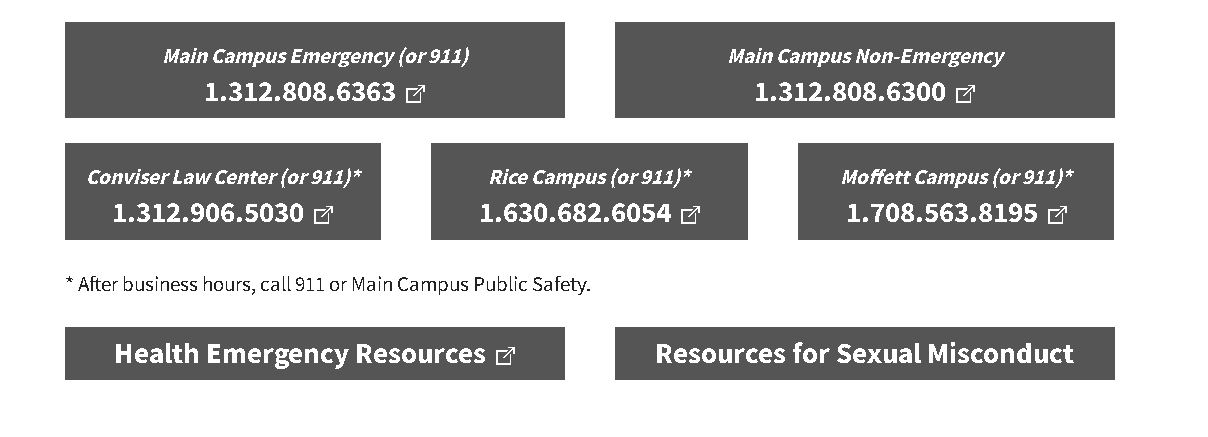 Main Campus Emergency (or 911)
1.312.808.6363
Main Campus Non-Emergency
1.312.808.6300
Conviser Law Center (or 911)*
1.312.906.5030
Rice Campus (or 911)*
1.630.682.6054
Moffett Campus (or 911)*
1.708.563.8195
* After business hours, call 911 or Main Campus Public Safety.
Health Emergency Resources
Resources for Sexual Misconduct